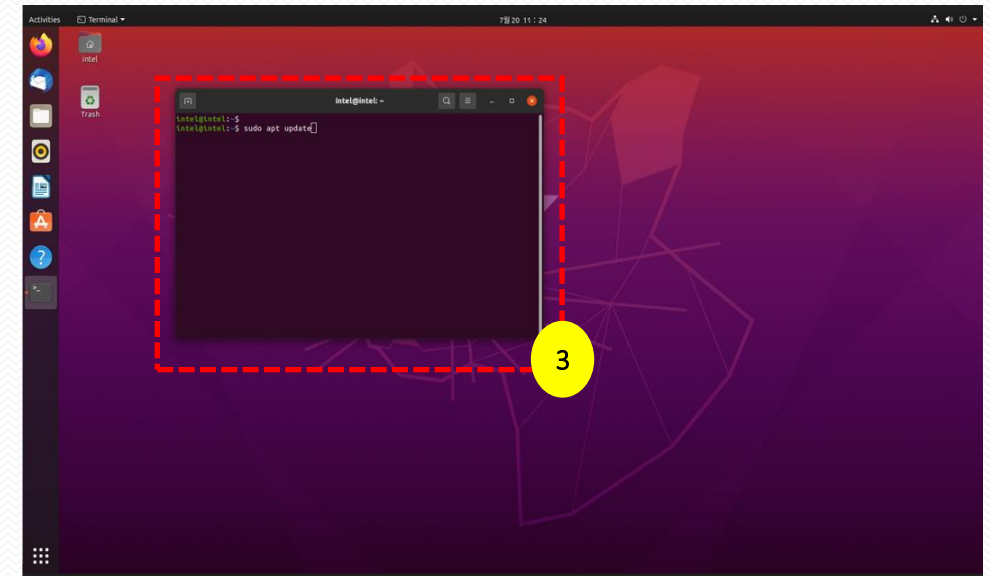 Activities Terminal 7월 20 11 : 24
intel
Trash
intel@intel: ~
intel@intel:~$
intel@intel:~$ sudo apt update
3